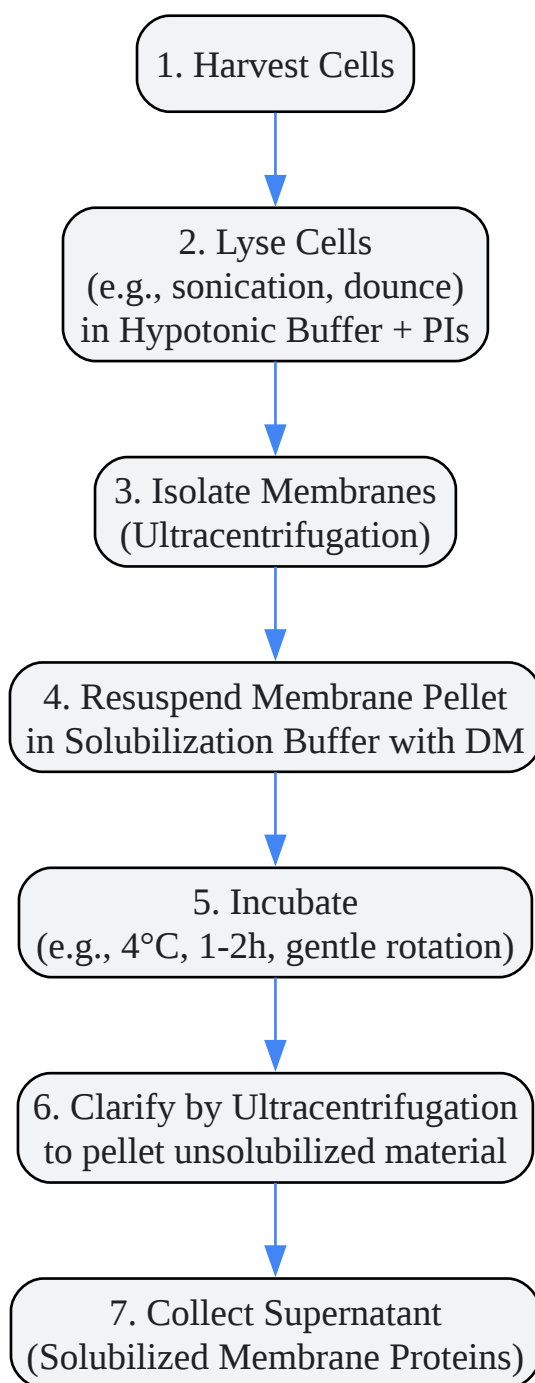 1. Harvest Cells
2. Lyse Cells
(e.g., sonication, dounce)
in Hypotonic Buffer + PIs
3. Isolate Membranes
(Ultracentrifugation)
4. Resuspend Membrane Pellet
in Solubilization Buffer with DM
5. Incubate
(e.g., 4°C, 1-2h, gentle rotation)
6. Clarify by Ultracentrifugation
to pellet unsolubilized material
7. Collect Supernatant
(Solubilized Membrane Proteins)